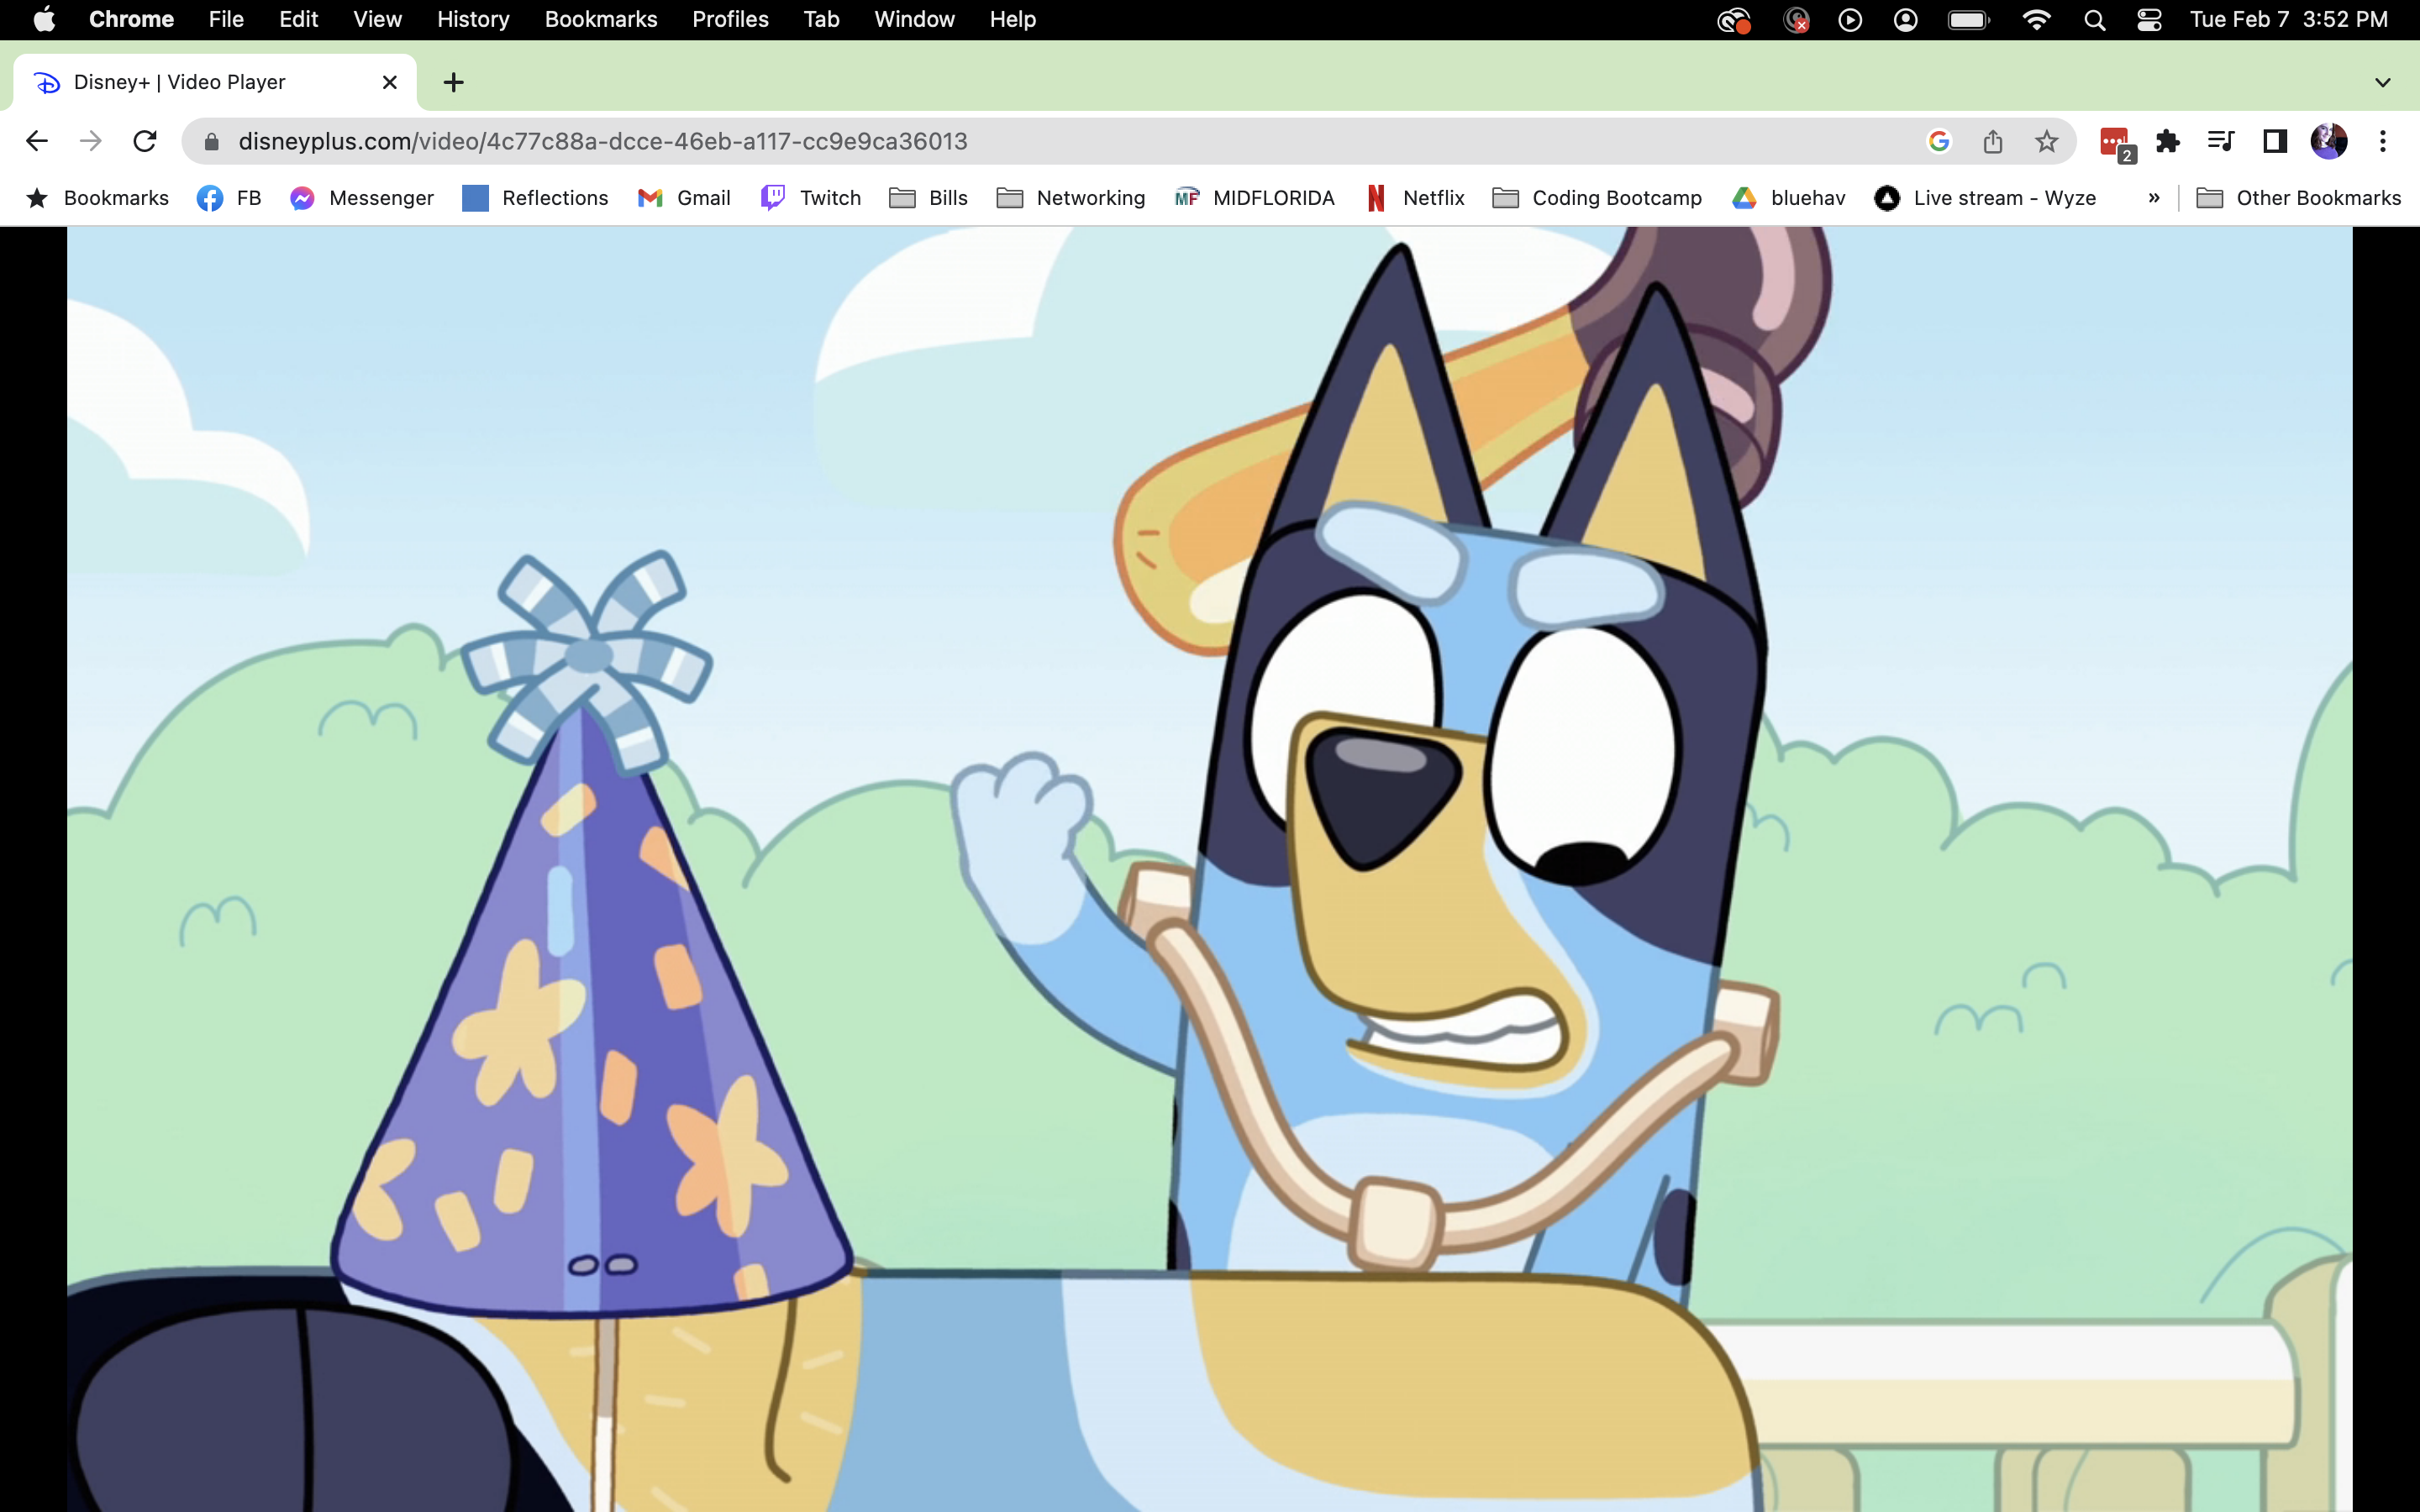 Chrome File Edit View History Bookmarks Profiles Tab Window Help Tue Feb 7 3:52 PM
Disney+ | Video Player
disneyplus.com/video/4c77c88a-dcce-46eb-a117-cc9e9ca36013 2
Bookmarks FB Messenger Reflections Gmail Twitch Bills Networking MF MIDFLORIDA Netflix Coding Bootcamp bluehav Live stream - Wyze » Other Bookmarks